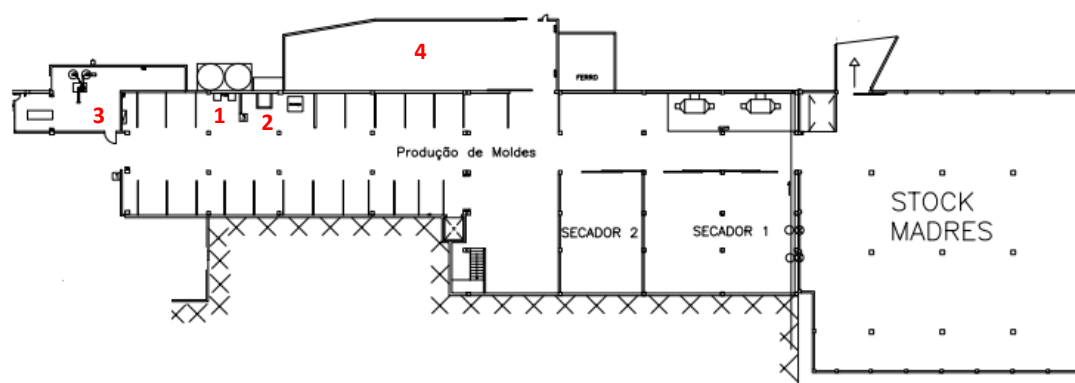 4
FERRO
3
1
2
Produção de Moldes
STOCK
MADRES
SECADOR 2
SECADOR 1